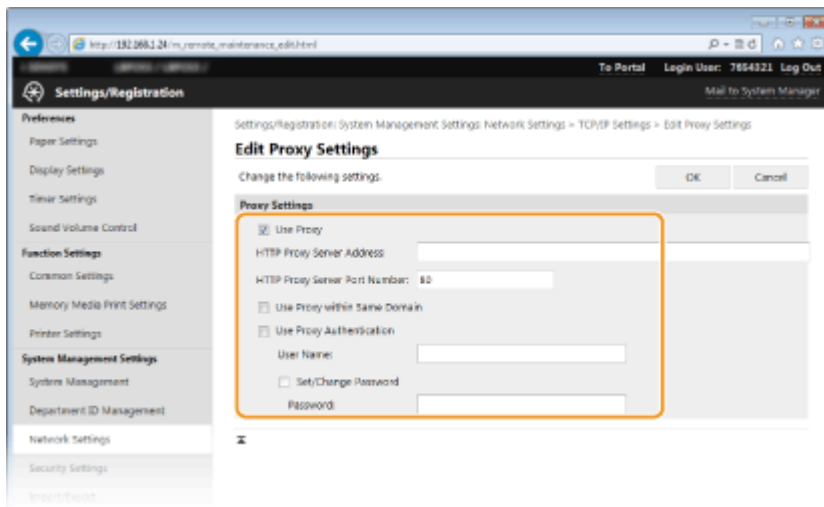 http://192.168.1.24/m_remote_maintenance_edit.html
To Portal Login User: 7654321 Log Out
Settings/Registration
Mail to System Manager
Preferences
Paper Settings
Display Settings
Timer Settings
Sound Volume Control
Function Settings
Common Settings
Memory Media Print Settings
Printer Settings
System Management Settings
System Management
Department ID Management
Network Settings
Security Settings
Import/Export
Settings/Registration: System Management Settings: Network Settings > TCP/IP Settings > Edit Proxy Settings
Edit Proxy Settings
Change the following settings.
OK
Cancel
Proxy Settings
Use Proxy
HTTP Proxy Server Address:
HTTP Proxy Server Port Number: 80
Use Proxy within Same Domain
Use Proxy Authentication
User Name:
Set/Change Password
Password: